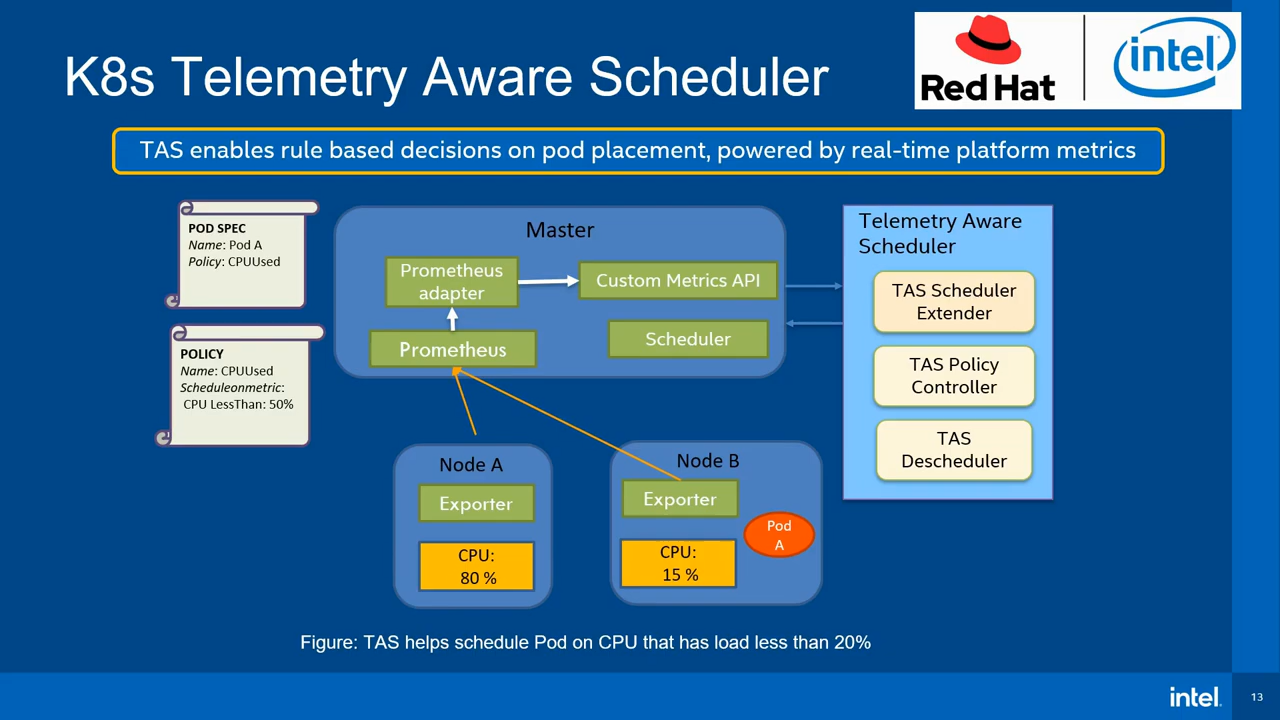 K8s Telemetry Aware Scheduler
Red Hat
intel
TAS enables rule based decisions on pod placement, powered by real-time platform metrics
POD SPEC
Name: Pod A
Policy: CPUUsed
POLICY
Name: CPUUsed
Scheduleonmetric:
CPU LessThan: 50%
Master
Prometheus
adapter
Custom Metrics API
Prometheus
Scheduler
Telemetry Aware
Scheduler
TAS Scheduler
Extender
TAS Policy
Controller
TAS
Descheduler
Node A
Exporter
CPU:
80 %
Node B
Exporter
CPU:
15 %
Pod
A
Figure: TAS helps schedule Pod on CPU that has load less than 20%
intel.
13